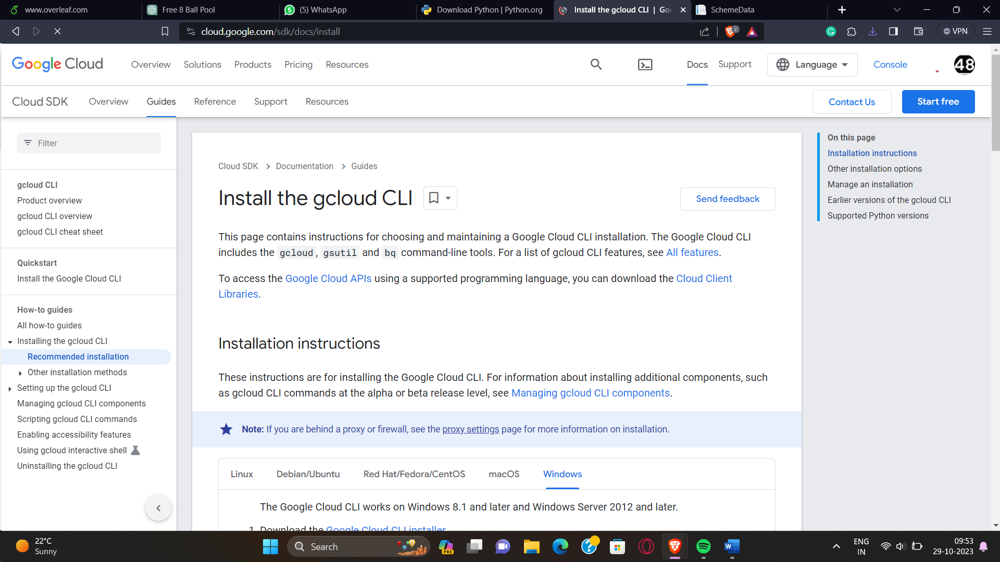 www.overleaf.com
Free 8 Ball Pool
(5) WhatsApp
Download Python | Python.org
Install the gcloud CLI | Goo
SchemeData
cloud.google.com/sdk/docs/install
2
VPN
Google Cloud
Overview
Solutions
Products
Pricing
Resources
Docs
Support
Language
Console
48
Cloud SDK
Overview
Guides
Reference
Support
Resources
Contact Us
Start free
Filter
gcloud CLI
Product overview
gcloud CLI overview
gcloud CLI cheat sheet
Quickstart
Install the Google Cloud CLI
How-to guides
All how-to guides
Installing the gcloud CLI
Recommended installation
Other installation methods
Setting up the gcloud CLI
Managing gcloud CLI components
Scripting gcloud CLI commands
Enabling accessibility features
Using gcloud interactive shell
Uninstalling the gcloud CLI
Cloud SDK > Documentation > Guides
Install the gcloud CLI
Send feedback
This page contains instructions for choosing and maintaining a Google Cloud CLI installation. The Google Cloud CLI
includes the gcloud, gsutil and bq command-line tools. For a list of gcloud CLI features, see All features.
To access the Google Cloud APIs using a supported programming language, you can download the Cloud Client
Libraries.
Installation instructions
These instructions are for installing the Google Cloud CLI. For information about installing additional components, such
as gcloud CLI commands at the alpha or beta release level, see Managing gcloud CLI components.
Note: If you are behind a proxy or firewall, see the proxy settings page for more information on installation.
Linux
Debian/Ubuntu
Red Hat/Fedora/CentOS
macOS
Windows
The Google Cloud CLI works on Windows 8.1 and later and Windows Server 2012 and later.
1. Download the Google Cloud CLI installer
On this page
Installation instructions
Other installation options
Manage an installation
Earlier versions of the gcloud CLI
Supported Python versions
22°C
Sunny
Search
PRE
ENG
IN
09:53
29-10-2023